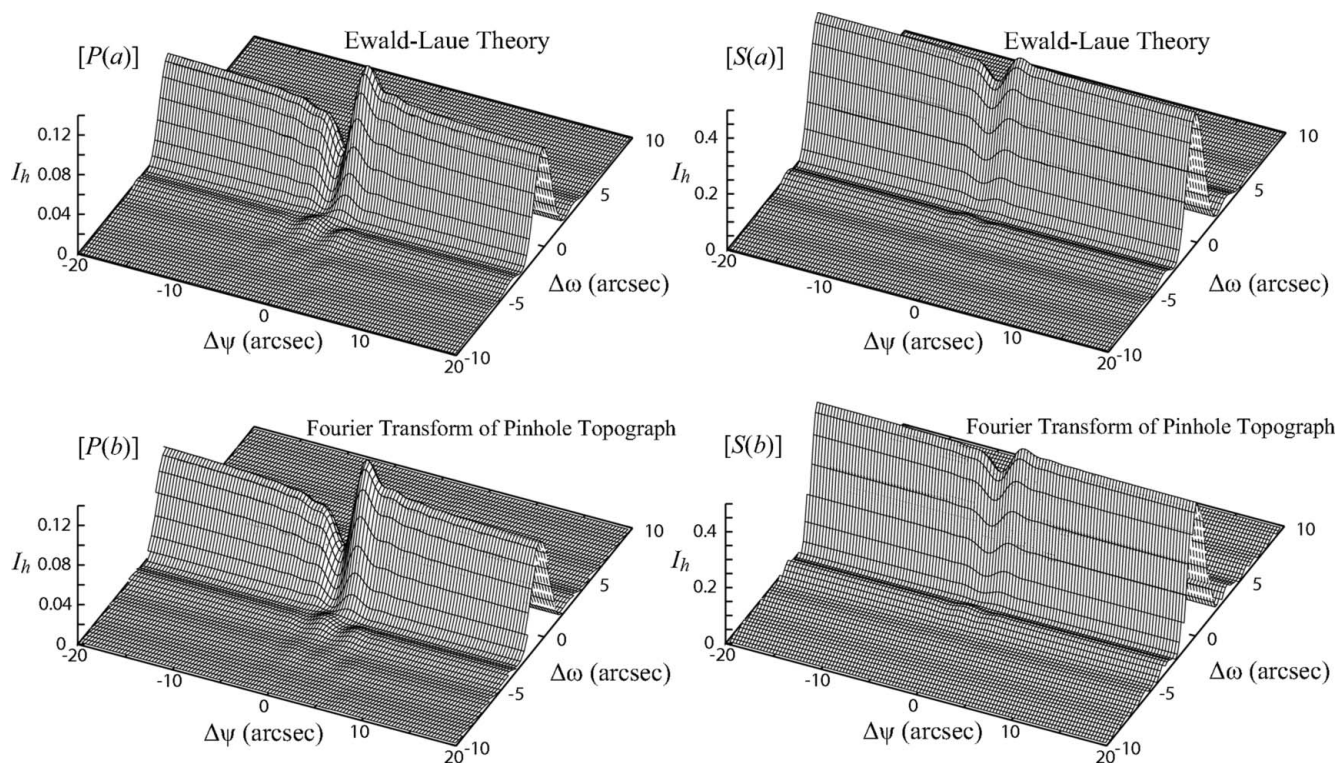 Ewald-Laue Theory
[P(a)]
0.12
0.08
0.04
0
I_h
-20
-10
0
10
20
Δψ (arcsec)
-10
-5
0
5
10
Δω (arcsec)
Ewald-Laue Theory
[S(a)]
0.4
0.2
0
I_h
-20
-10
0
10
20
Δψ (arcsec)
-10
-5
0
5
10
Δω (arcsec)
Fourier Transform of Pinhole Topograph
[P(b)]
0.12
0.08
0.04
0
I_h
-20
-10
0
10
20
Δψ (arcsec)
-10
-5
0
5
10
Δω (arcsec)
Fourier Transform of Pinhole Topograph
[S(b)]
0.4
0.2
0
I_h
-20
-10
0
10
20
Δψ (arcsec)
-10
-5
0
5
10
Δω (arcsec)